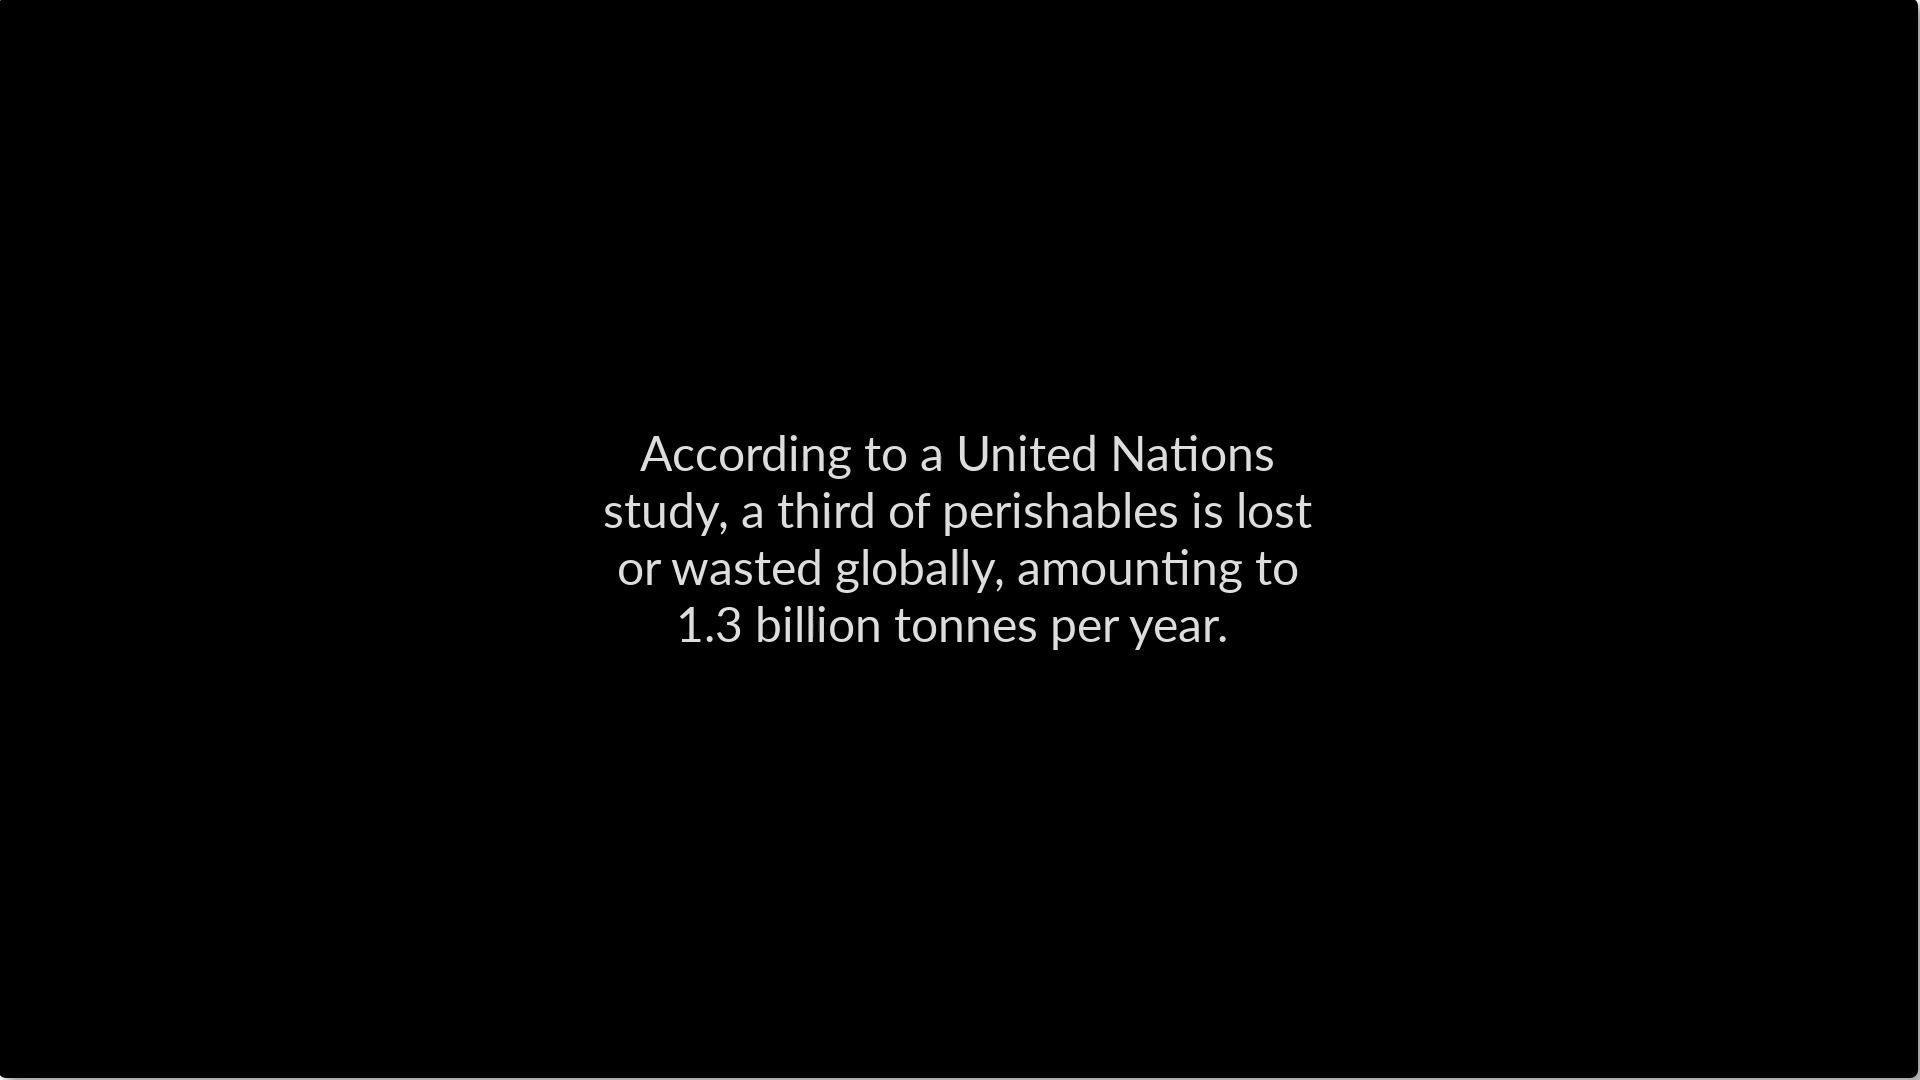 According to a United Nations
study, a third of perishables is lost
or wasted globally, amounting to
1.3 billion tonnes per year.